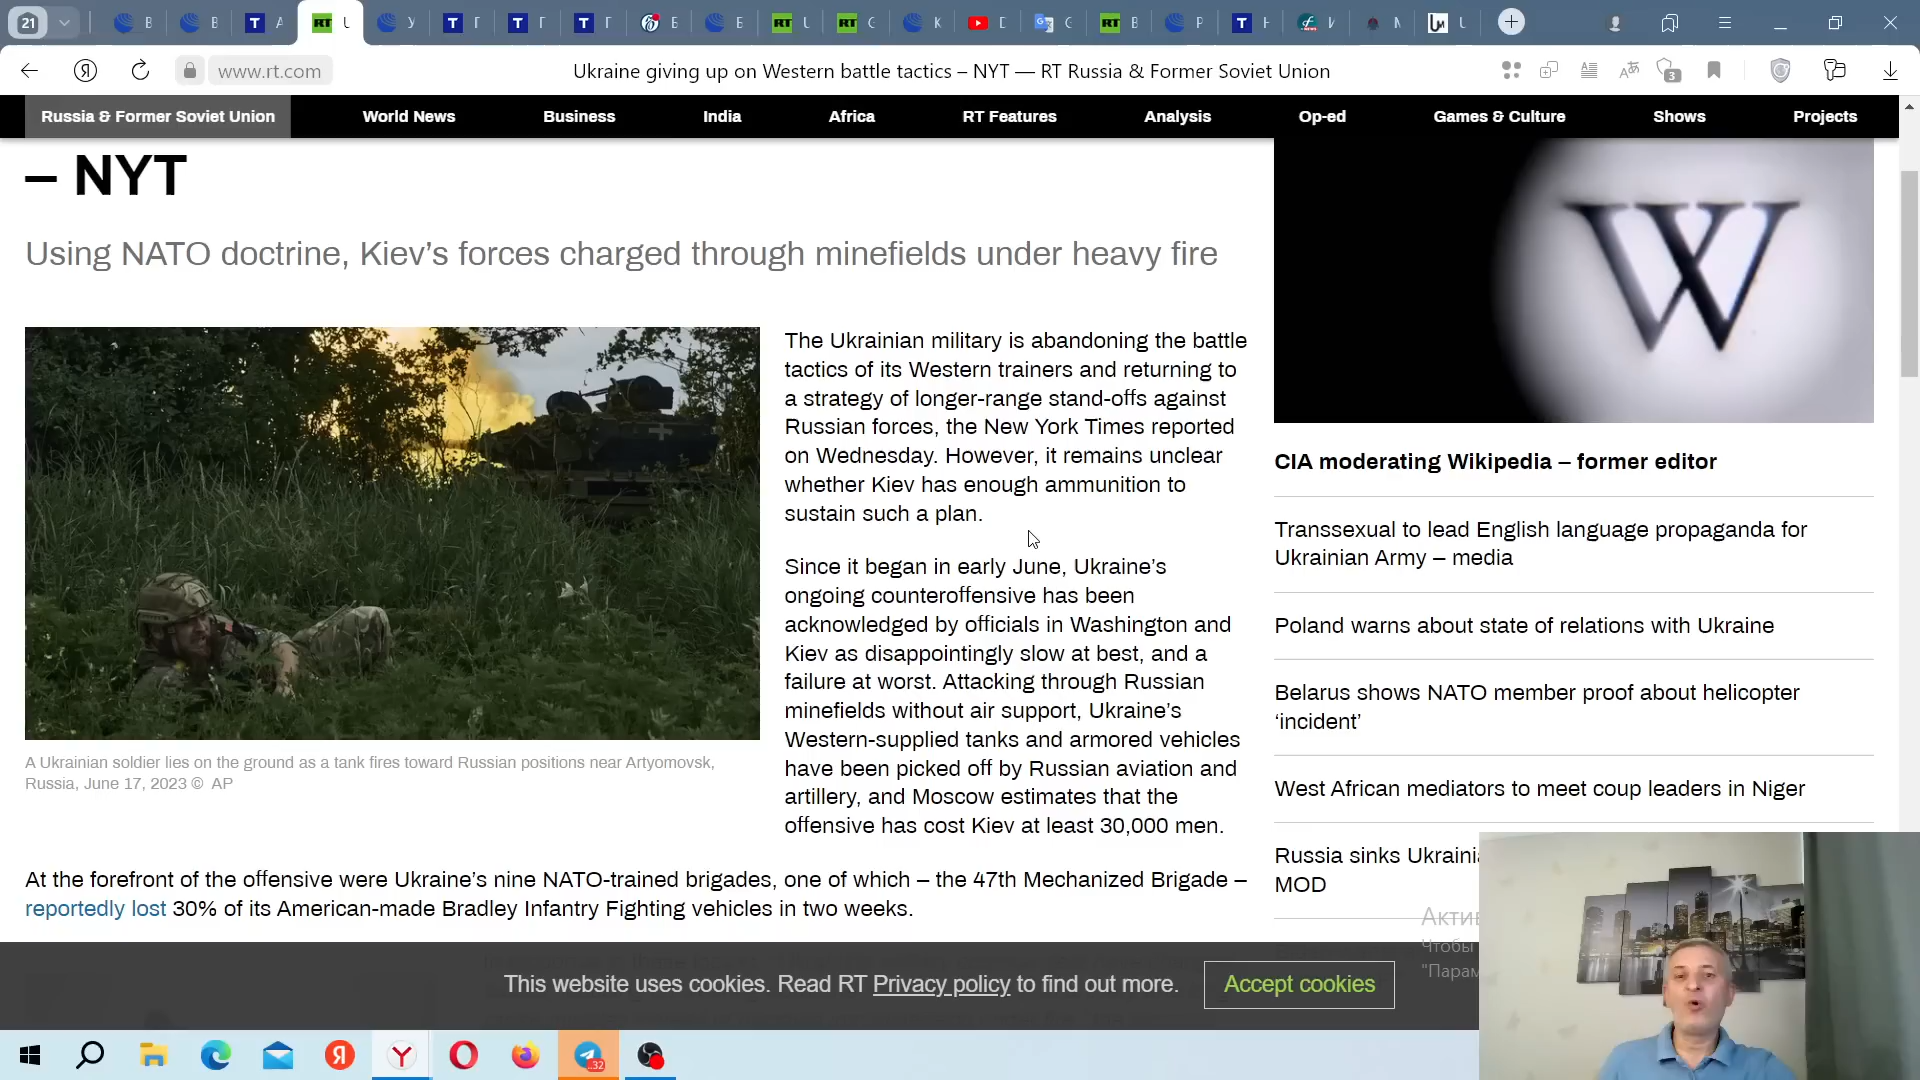 21
В
В
T
A
RT
U
У
T
Г
T
Г
T
Г
Е
Е
RT
U
RT
С
К
D
G
RT
В
Р
T
Н
И
M
U
Я
www.rt.com
Ukraine giving up on Western battle tactics – NYT — RT Russia & Former Soviet Union
3
Russia & Former Soviet Union
World News
Business
India
Africa
RT Features
Analysis
Op-ed
Games & Culture
Shows
Projects
– NYT
Using NATO doctrine, Kiev’s forces charged through minefields under heavy fire
A Ukrainian soldier lies on the ground as a tank fires toward Russian positions near Artyomovsk,
Russia, June 17, 2023 © AP
The Ukrainian military is abandoning the battle
tactics of its Western trainers and returning to
a strategy of longer-range stand-offs against
Russian forces, the New York Times reported
on Wednesday. However, it remains unclear
whether Kiev has enough ammunition to
sustain such a plan.
Since it began in early June, Ukraine’s
ongoing counteroffensive has been
acknowledged by officials in Washington and
Kiev as disappointingly slow at best, and a
failure at worst. Attacking through Russian
minefields without air support, Ukraine’s
Western-supplied tanks and armored vehicles
have been picked off by Russian aviation and
artillery, and Moscow estimates that the
offensive has cost Kiev at least 30,000 men.
At the forefront of the offensive were Ukraine’s nine NATO-trained brigades, one of which – the 47th Mechanized Brigade –
reportedly lost 30% of its American-made Bradley Infantry Fighting vehicles in two weeks.
W
CIA moderating Wikipedia – former editor
Transsexual to lead English language propaganda for
Ukrainian Army – media
Poland warns about state of relations with Ukraine
Belarus shows NATO member proof about helicopter
‘incident’
West African mediators to meet coup leaders in Niger
Russia sinks Ukraini
MOD
Актив
Чтобы
"Парам
This website uses cookies. Read RT Privacy policy to find out more.
Accept cookies
Я
Y
32